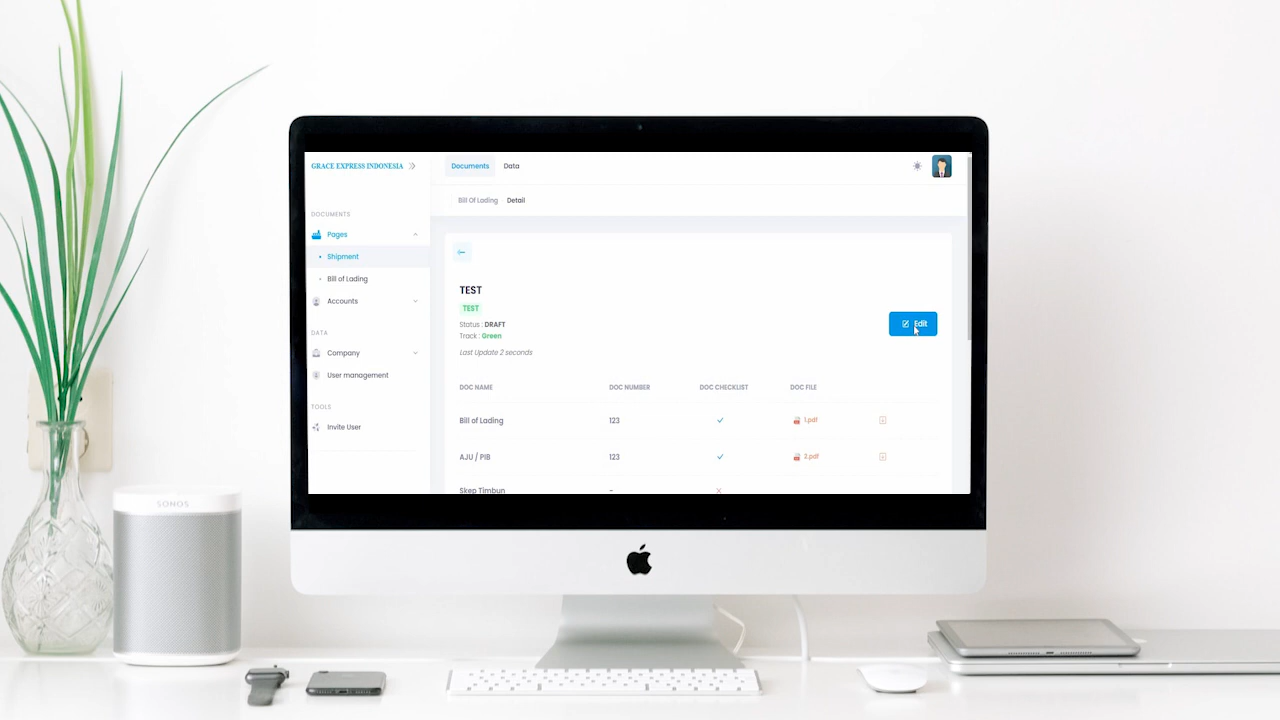 GRACE EXPRESS INDONESIA
Documents Data
Bill Of Lading Detail
DOCUMENTS
Pages
Shipment
Bill of Lading
Accounts
DATA
Company
User management
TOOLS
Invite User
TEST
TEST
Status : DRAFT
Track : Green
Last Update 2 seconds
Edit
DOC NAME DOC NUMBER DOC CHECKLIST DOC FILE
Bill of Lading 123 1.pdf
AJU / PIB 123 2.pdf
Skep Timbun -
SONOS